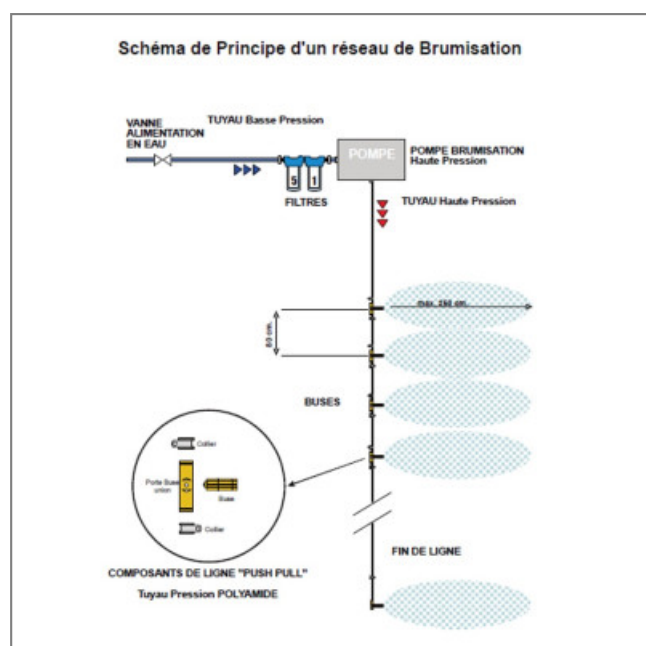 Schéma de Principe d'un réseau de Brumisation
VANNE
ALIMENTATION
EN EAU
TUYAU Basse Pression
POMPE
POMPE BRUMISATION
Haute Pression
5 1
FILTRES
TUYAU Haute Pression
max. 250 cm.
60 cm.
BUSES
Collier
Porte Buse
union
Buse
Collier
FIN DE LIGNE
COMPOSANTS DE LIGNE "PUSH PULL"
Tuyau Pression POLYAMIDE